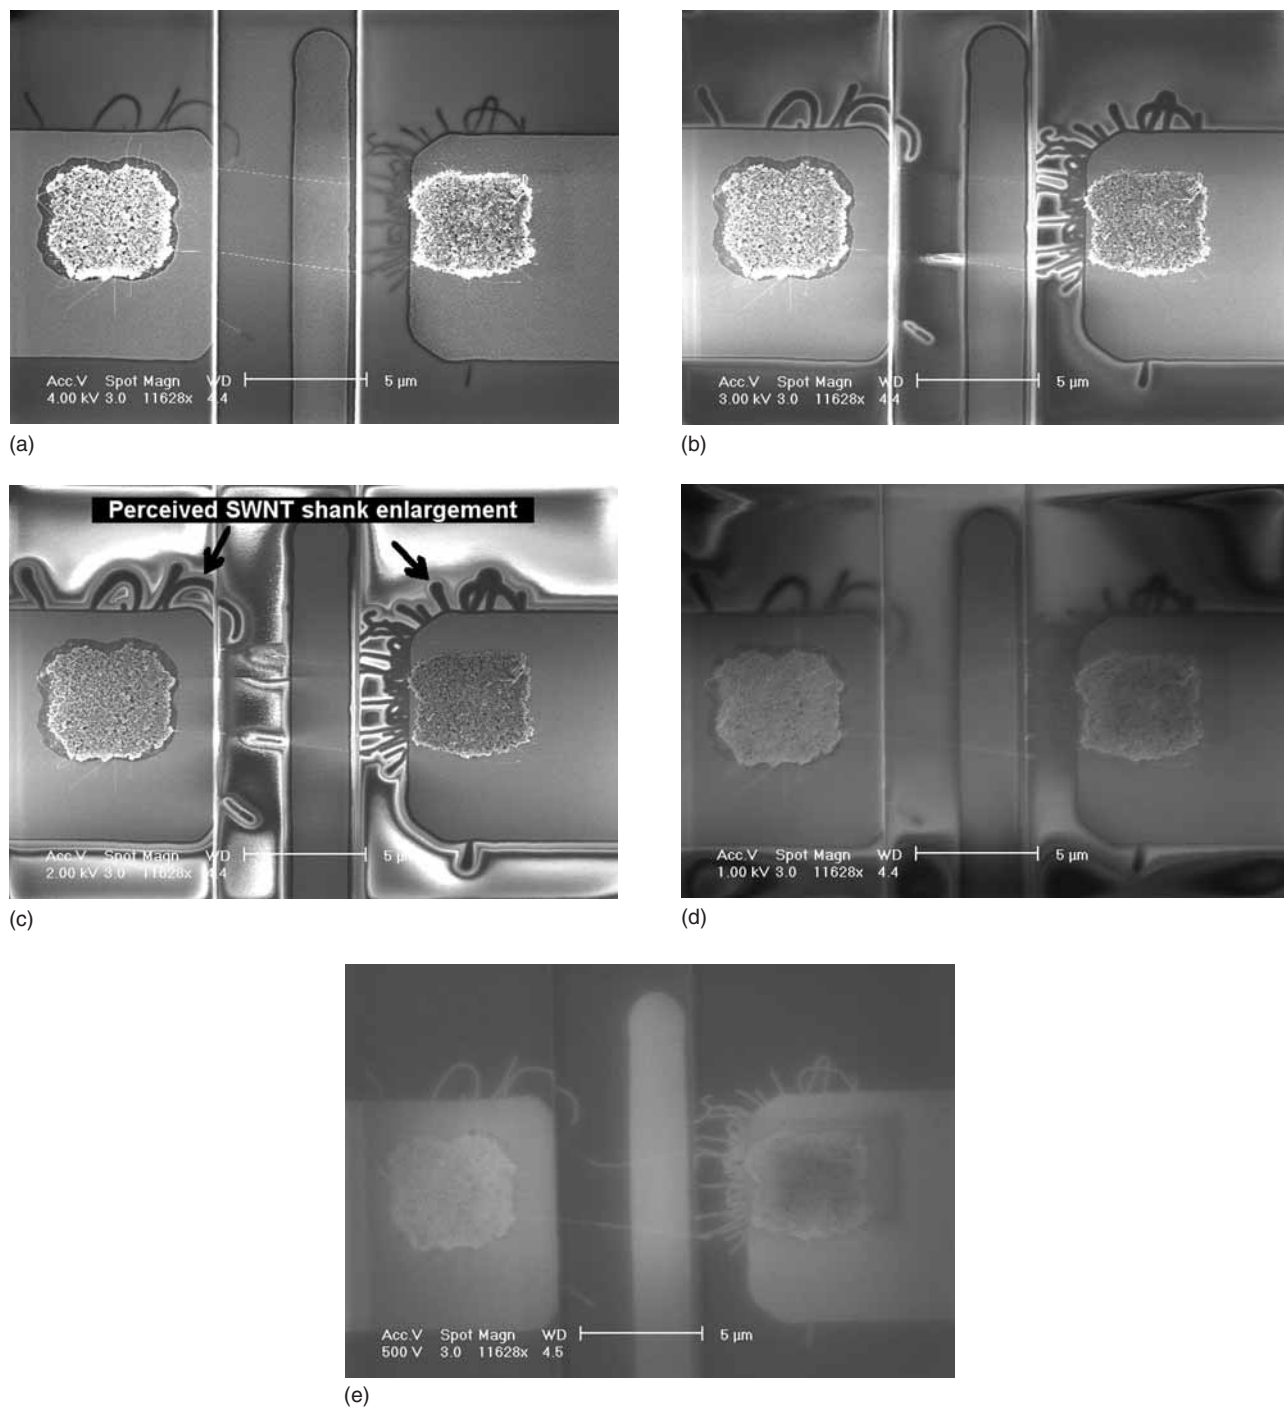 Acc.V Spot Magn WD 5 µm
4.00 kV 3.0 11628x 4.4
(a)
Acc.V Spot Magn WD 5 µm
3.00 kV 3.0 11628x 4.4
(b)
Perceived SWNT shank enlargement
Acc.V Spot Magn WD 5 µm
2.00 kV 3.0 11628x 4.4
(c)
Acc.V Spot Magn WD 5 µm
1.00 kV 3.0 11628x 4.4
(d)
Acc.V Spot Magn WD 5 µm
500 V 3.0 11628x 4.5
(e)